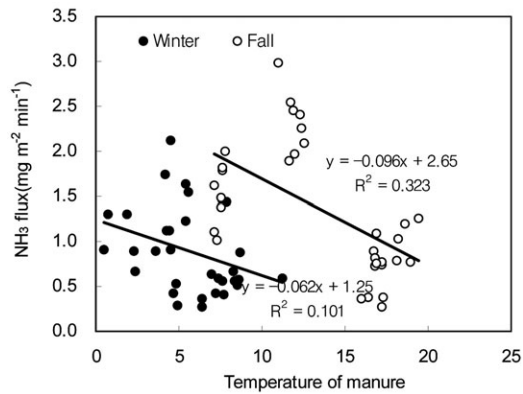 3.5
Winter Fall
3.0
2.5
2.0
y = −0.096x + 2.65
R² = 0.323
1.5
1.0
0.5
y = −0.062x + 1.25
R² = 0.101
0.0
0 5 10 15 20 25
NH₃ flux(mg m⁻² min⁻¹)
Temperature of manure